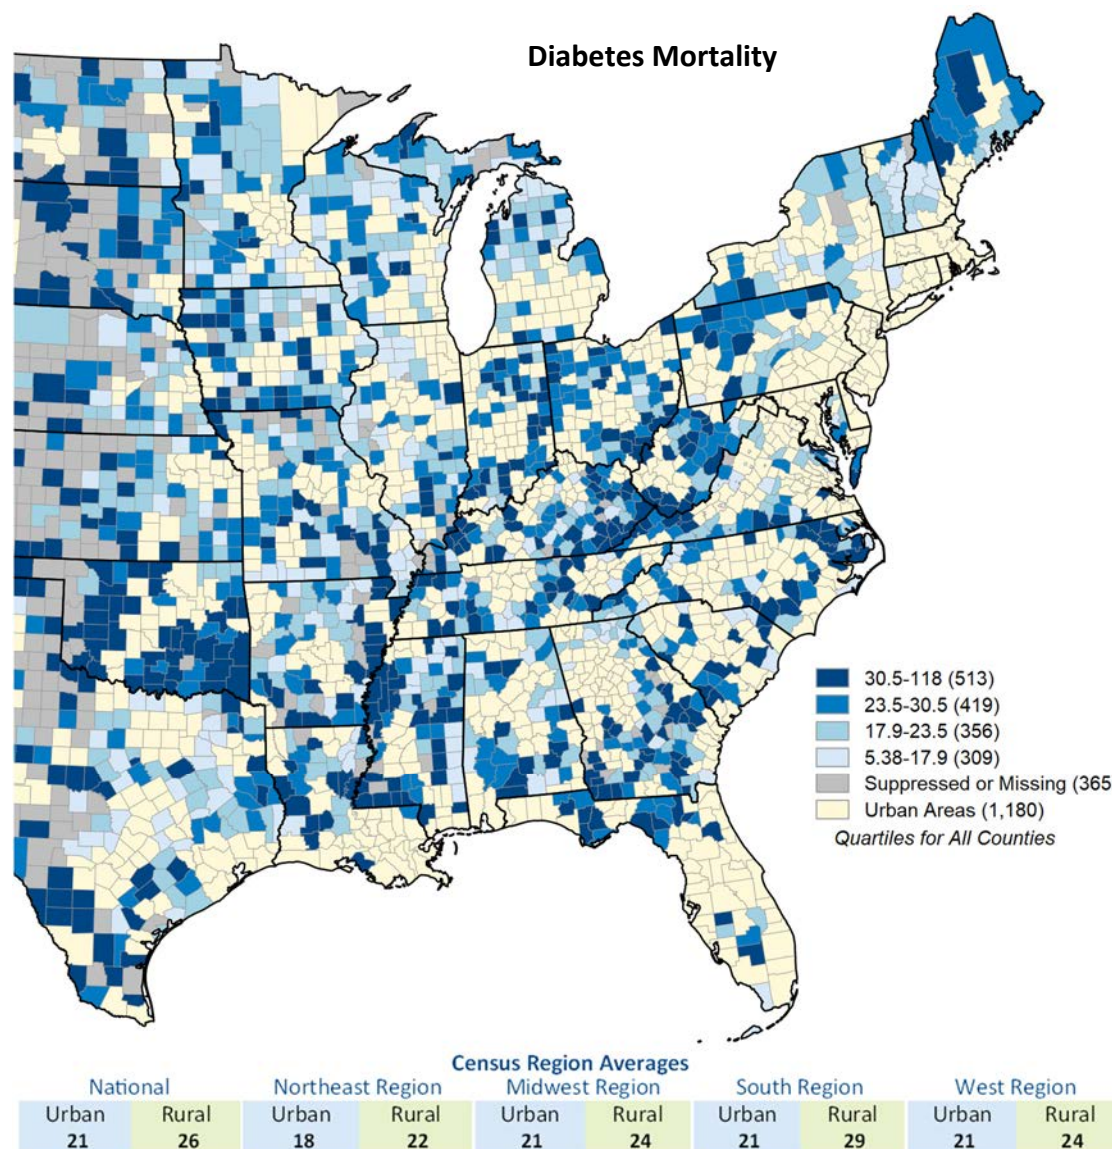 Diabetes Mortality
30.5-118 (513)
23.5-30.5 (419)
17.9-23.5 (356)
5.38-17.9 (309)
Suppressed or Missing (365
Urban Areas (1,180)
Quartiles for All Counties
Census Region Averages
National Northeast Region Midwest Region South Region West Region
Urban Rural Urban Rural Urban Rural Urban Rural Urban Rural
21 26 18 22 21 24 21 29 21 24